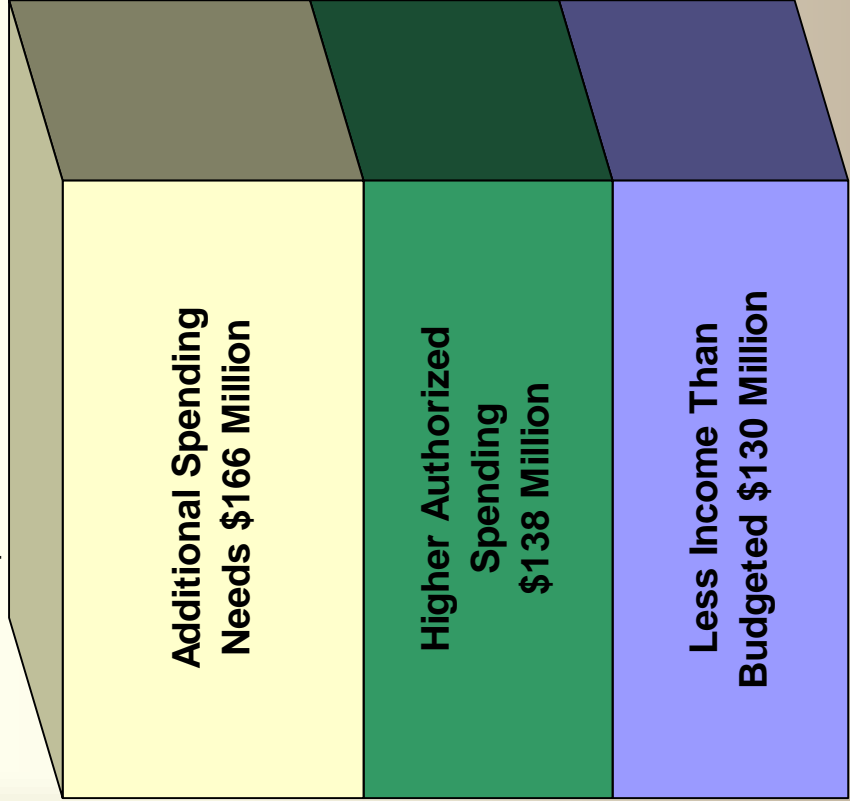 Additional Spending
Needs $166 Million
Higher Authorized
Spending
$138 Million
Less Income Than
Budgeted $130 Million